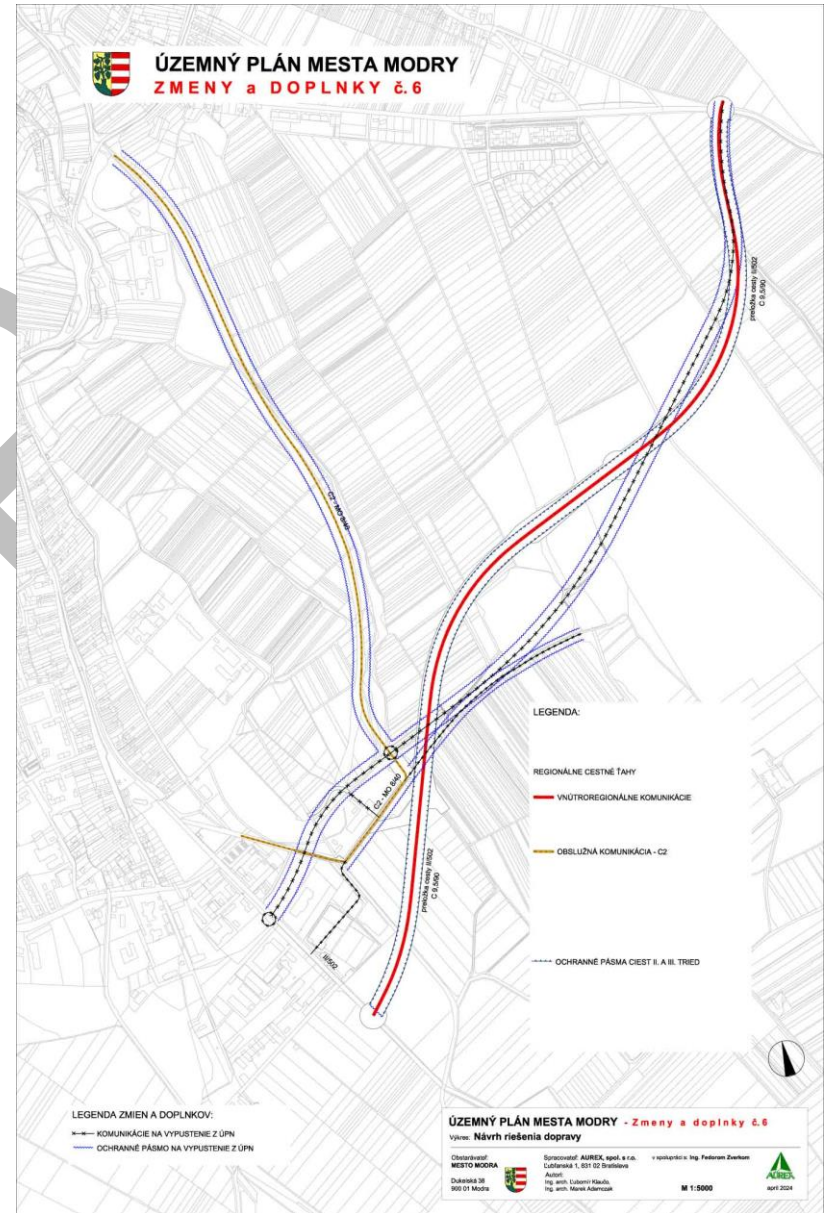 ÚZEMNÝ PLÁN MESTA MODRY
ZMENY a DOPLNKY č.6
preložka cesty II/502
C 9,5/90
C2 - MO 8/40
C2 - MO 8/40
preložka cesty II/502
C 9,5/90
II/502
LEGENDA:
REGIONÁLNE CESTNÉ ŤAHY
VNÚTROREGIONÁLNE KOMUNIKÁCIE
OBSLUŽNÁ KOMUNIKÁCIA - C2
OCHRANNÉ PÁSMA CIEST II. A III. TRIED
LEGENDA ZMIEN A DOPLNKOV:
KOMUNIKÁCIE NA VYPUSTENIE Z ÚPN
OCHRANNÉ PÁSMO NA VYPUSTENIE Z ÚPN
ÚZEMNÝ PLÁN MESTA MODRY - Zmeny a doplnky č.6
Výkres: Návrh riešenia dopravy
Obstarávateľ:
MESTO MODRA
Dukelská 38
900 01 Modra
Spracovateľ: AUREX, spol. s r.o.
Ľubľanská 1, 831 02 Bratislava
Autori:
Ing. arch. Ľubomír Klaučo,
Ing. arch. Marek Adamczak
v spolupráci s: Ing. Fedorom Zverkom
M 1:5000
AUREX
apríl 2024